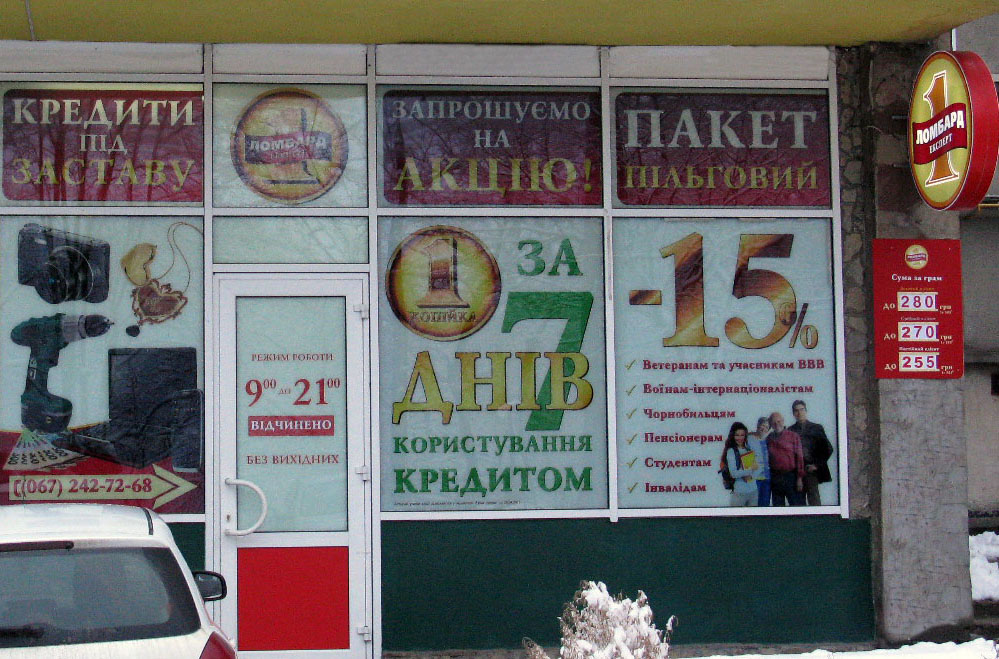 КРЕДИТИ
ПІД
ЗАСТАВУ
ЛОМБАРД
ЗАПРОШУЄМО
НА
АКЦІЮ!
ПАКЕТ
ПІЛЬГОВИЙ
1
ЛОМБАРД
ЕКСПЕРТ
(067) 242-72-68
РЕЖИМ РОБОТИ
9⁰⁰ до 21⁰⁰
ВІДЧИНЕНО
БЕЗ ВИХІДНИХ
1
КОПІЙКА
ЗА
7
ДНІВ
КОРИСТУВАННЯ
КРЕДИТОМ
-15%
✓ Ветеранам та учасникам ВВВ
✓ Воїнам-інтернаціоналістам
✓ Чорнобильцям
✓ Пенсіонерам
✓ Студентам
✓ Інвалідам
Сума за грам
до 280 грн
до 270 грн
до 255 грн